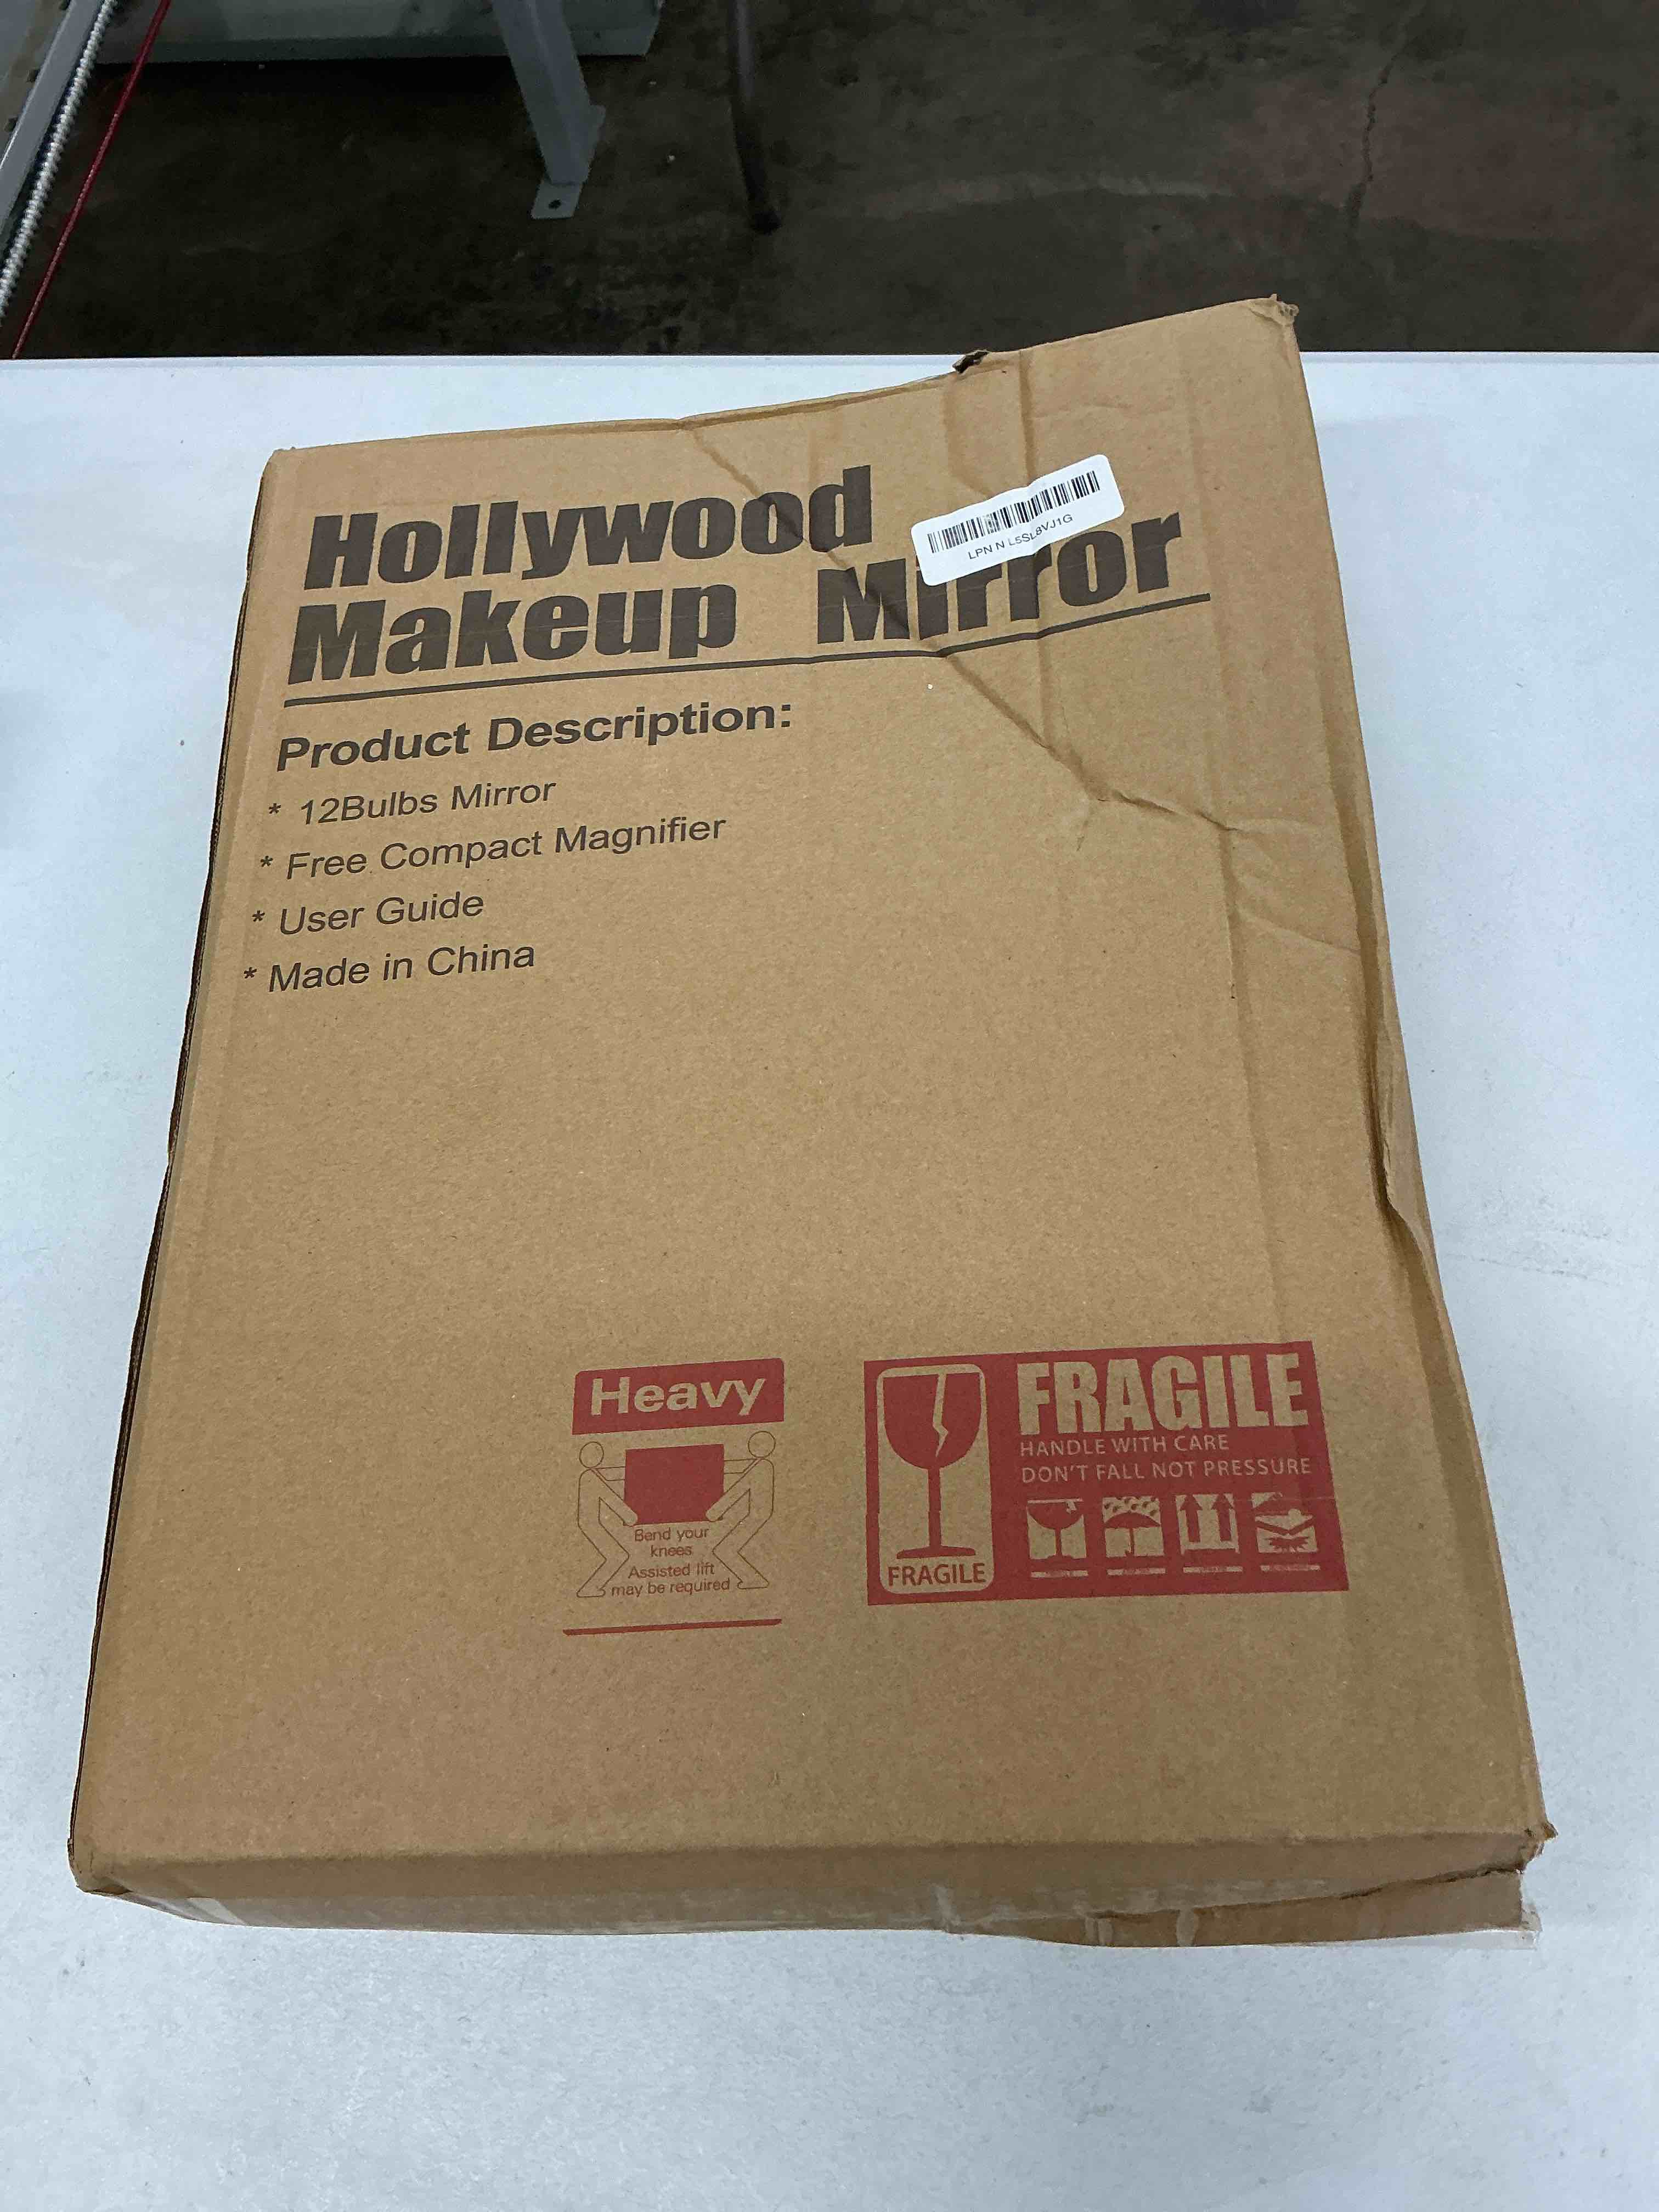 Hollywood
Makeup Mirror
LPN N L5SL8VJ1G
Product Description:
* 12Bulbs Mirror
* Free Compact Magnifier
* User Guide
* Made in China
Heavy
Bend your
knees
Assisted lift
may be required
FRAGILE
FRAGILE
HANDLE WITH CARE
DON'T FALL NOT PRESSURE